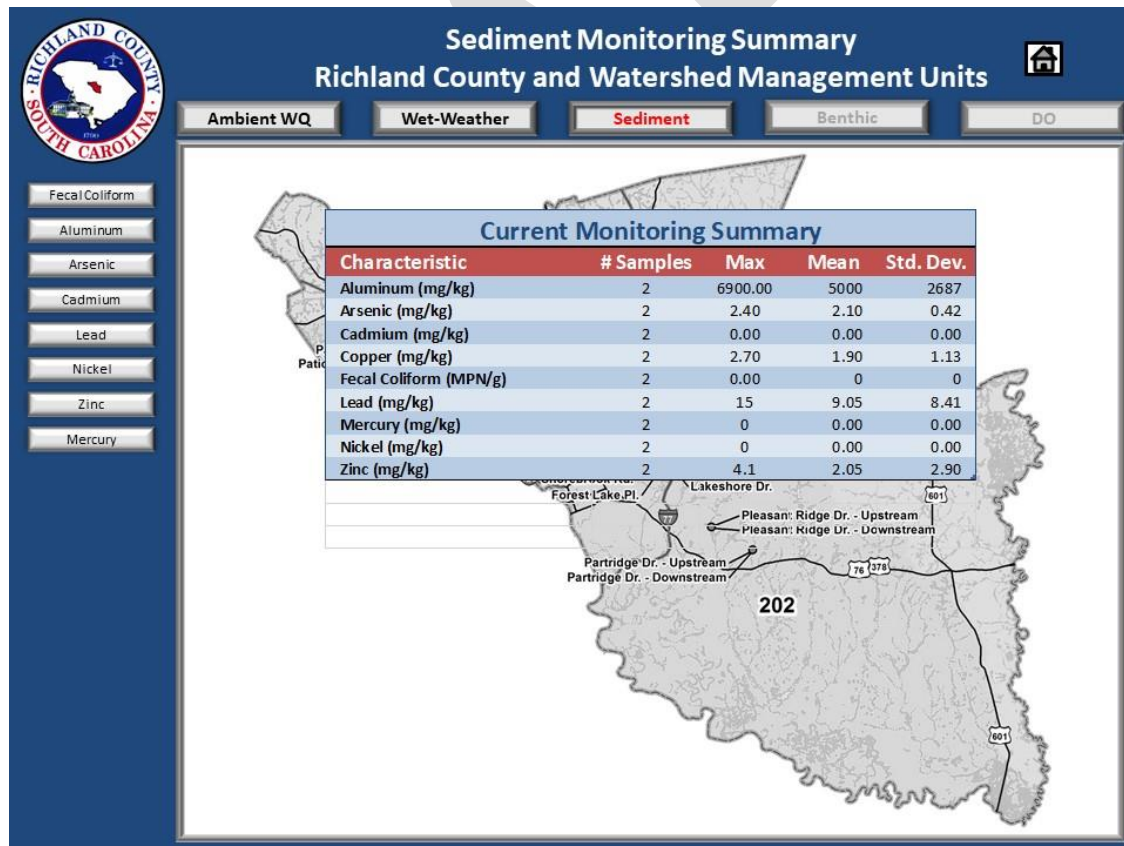 RICHLAND COUNTY
SOUTH CAROLINA
1799
Sediment Monitoring Summary
Richland County and Watershed Management Units
Ambient WQ
Wet-Weather
Sediment
Benthic
DO
Fecal Coliform
Aluminum
Arsenic
Cadmium
Lead
Nickel
Zinc
Mercury
Current Monitoring Summary
Characteristic # Samples Max Mean Std. Dev.
Aluminum (mg/kg) 2 6900.00 5000 2687
Arsenic (mg/kg) 2 2.40 2.10 0.42
Cadmium (mg/kg) 2 0.00 0.00 0.00
Copper (mg/kg) 2 2.70 1.90 1.13
Fecal Coliform (MPN/g) 2 0.00 0 0
Lead (mg/kg) 2 15 9.05 8.41
Mercury (mg/kg) 2 0 0.00 0.00
Nickel (mg/kg) 2 0 0.00 0.00
Zinc (mg/kg) 2 4.1 2.05 2.90
Lakeshore Dr.
Forest Lake Pl.
601
77
Pleasant Ridge Dr. - Upstream
Pleasant Ridge Dr. - Downstream
Partridge Dr. - Upstream
Partridge Dr. - Downstream
76 378
202
601